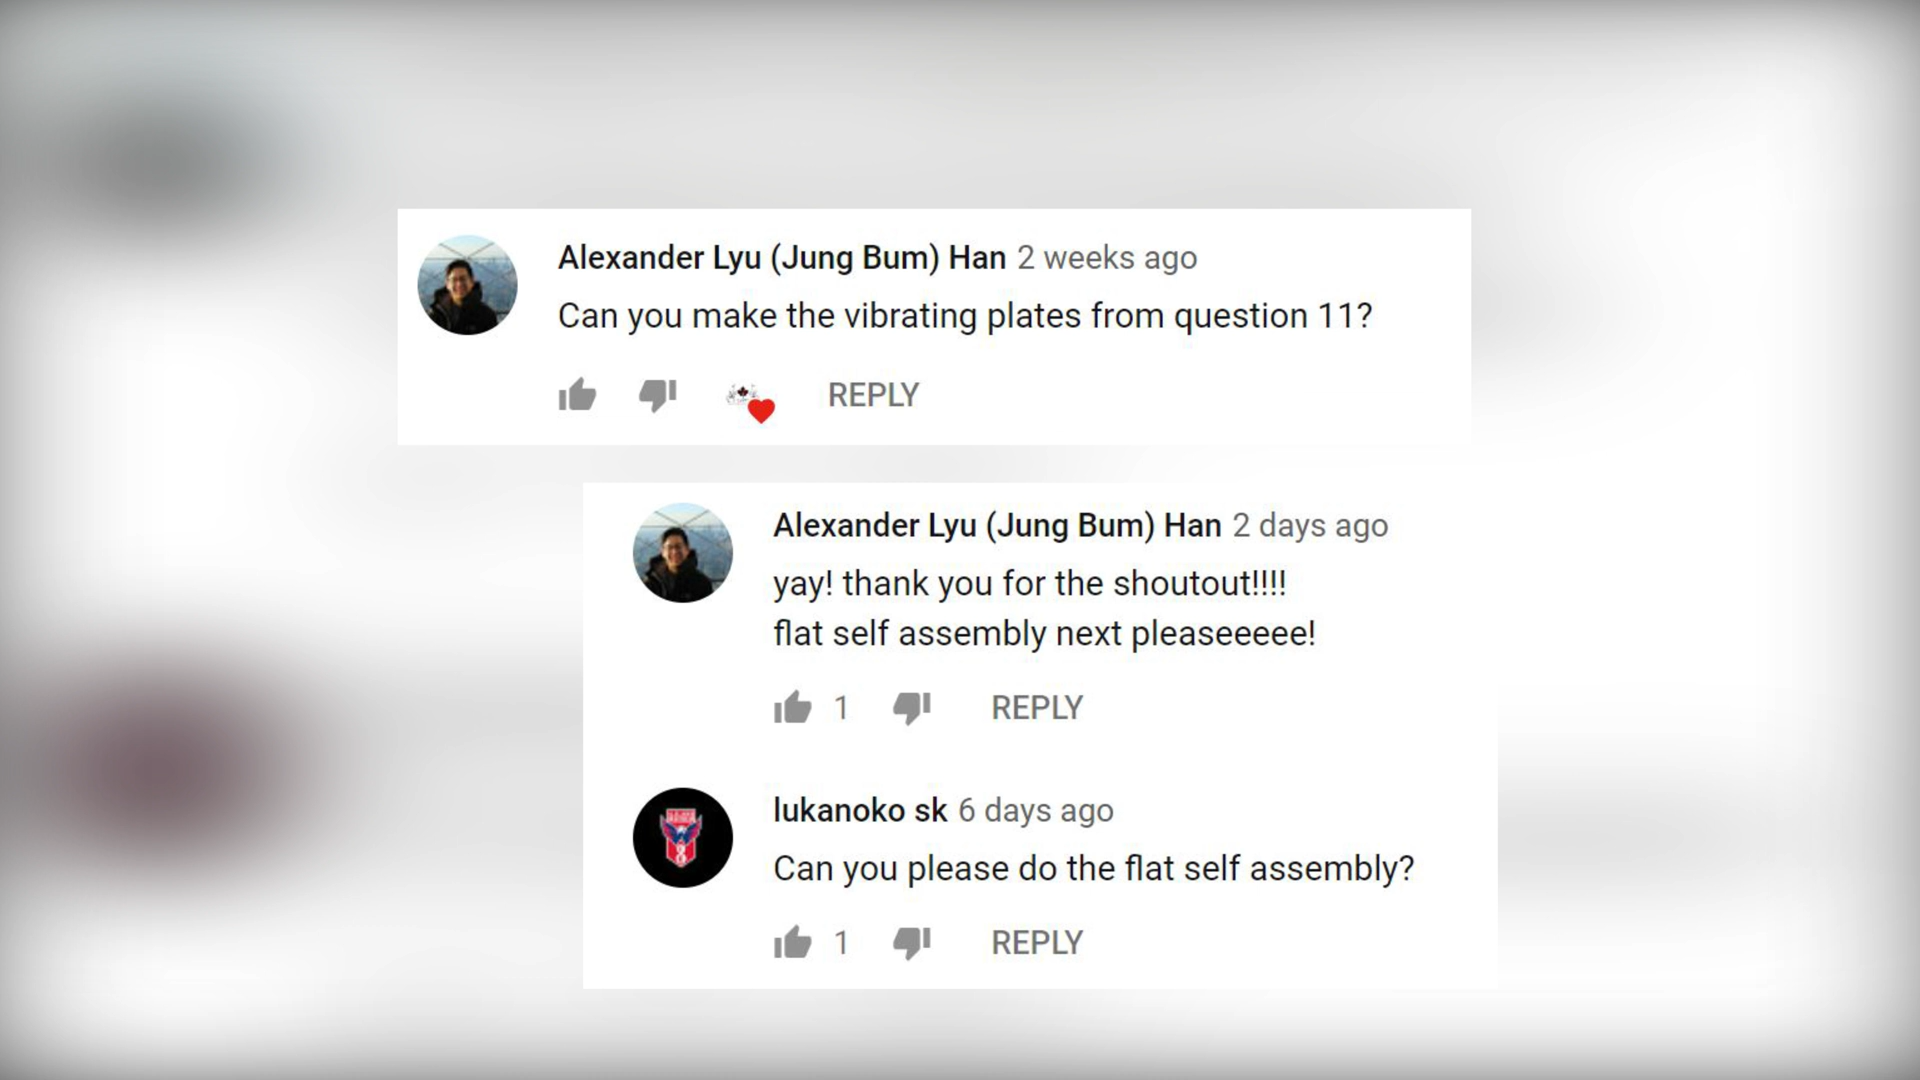 Alexander Lyu (Jung Bum) Han 2 weeks ago
Can you make the vibrating plates from question 11?
REPLY
Alexander Lyu (Jung Bum) Han 2 days ago
yay! thank you for the shoutout!!!!
flat self assembly next pleaseeeee!
1 REPLY
lukanoko sk 6 days ago
Can you please do the flat self assembly?
1 REPLY